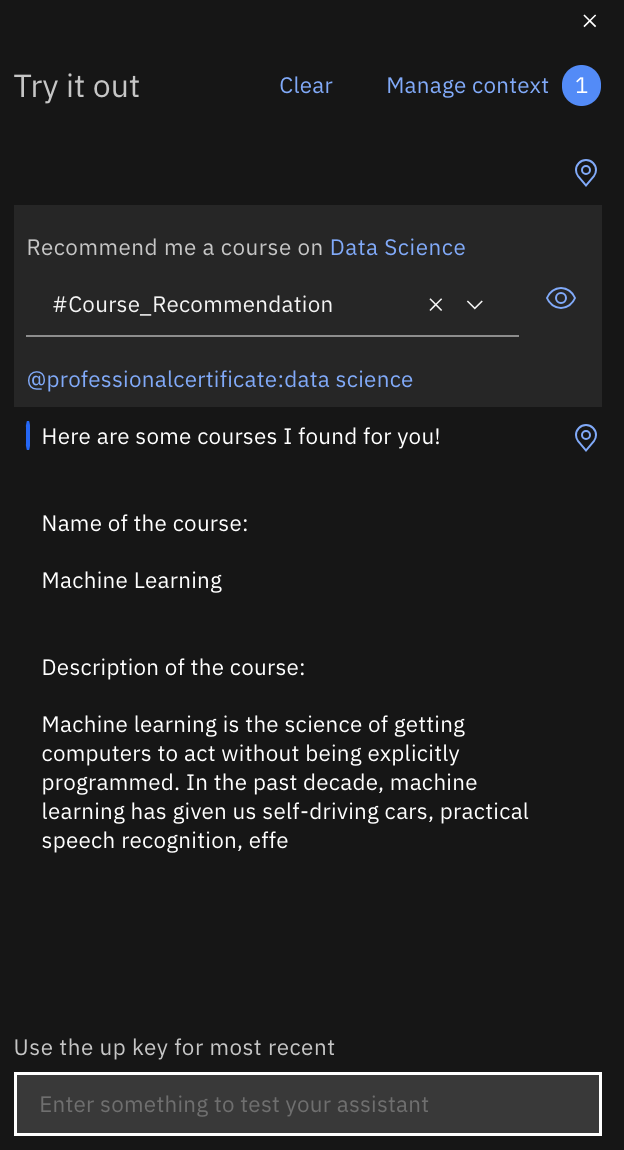 Try it out
Clear
Manage context
1
Recommend me a course on Data Science
#Course_Recommendation
@professionalcertificate:data science
Here are some courses I found for you!
Name of the course:
Machine Learning
Description of the course:
Machine learning is the science of getting
computers to act without being explicitly
programmed. In the past decade, machine
learning has given us self-driving cars, practical
speech recognition, effe
Use the up key for most recent
Enter something to test your assistant